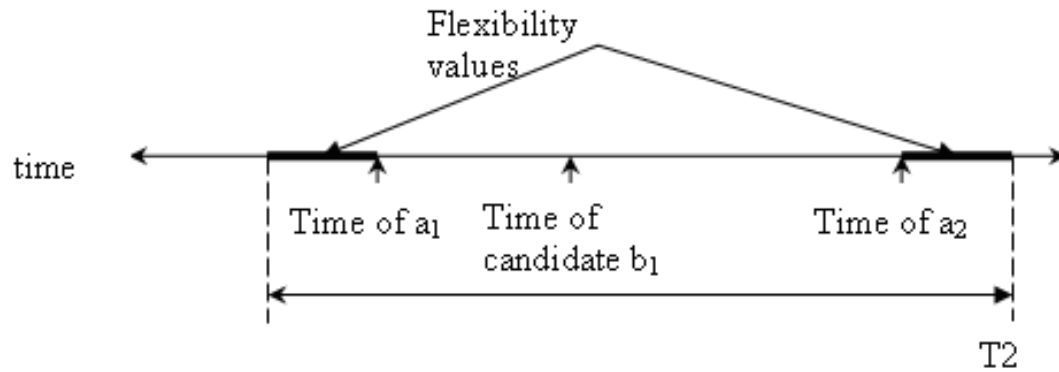 Flexibility
values
time
Time of a₁
Time of
candidate b₁
Time of a₂
T2